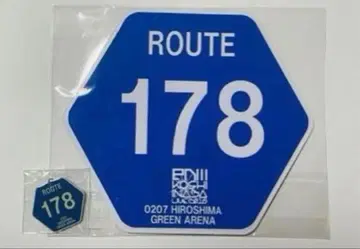 ROUTE
178
0207 HIROSHIMA
GREEN ARENA
ROUTE
178